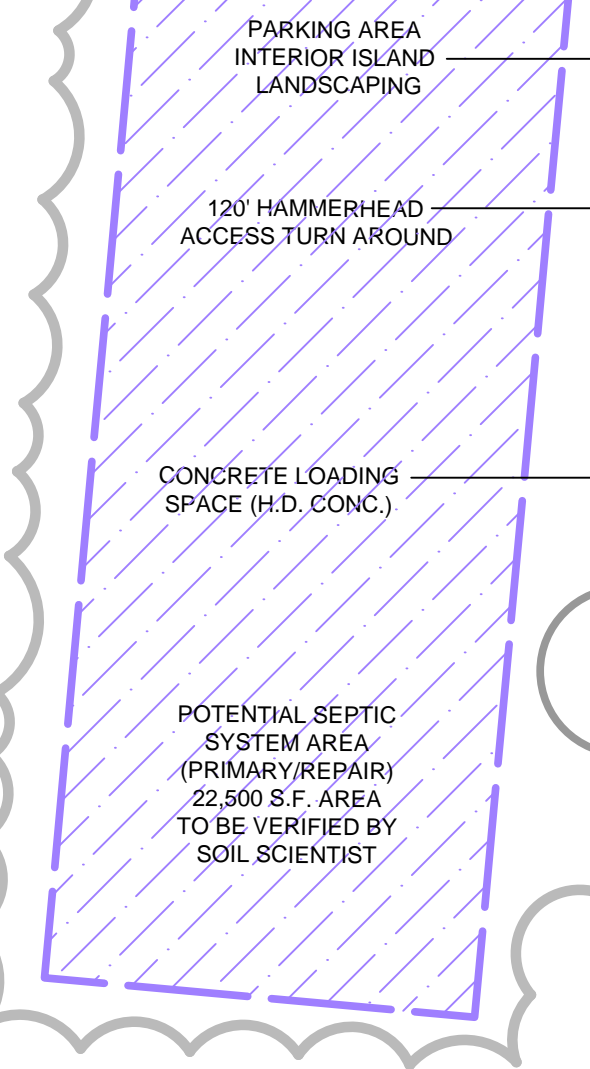 PARKING AREA
INTERIOR ISLAND
LANDSCAPING
120' HAMMERHEAD
ACCESS TURN AROUND
CONCRETE LOADING
SPACE (H.D. CONC.)
POTENTIAL SEPTIC
SYSTEM AREA
(PRIMARY/REPAIR)
22,500 S.F. AREA
TO BE VERIFIED BY
SOIL SCIENTIST